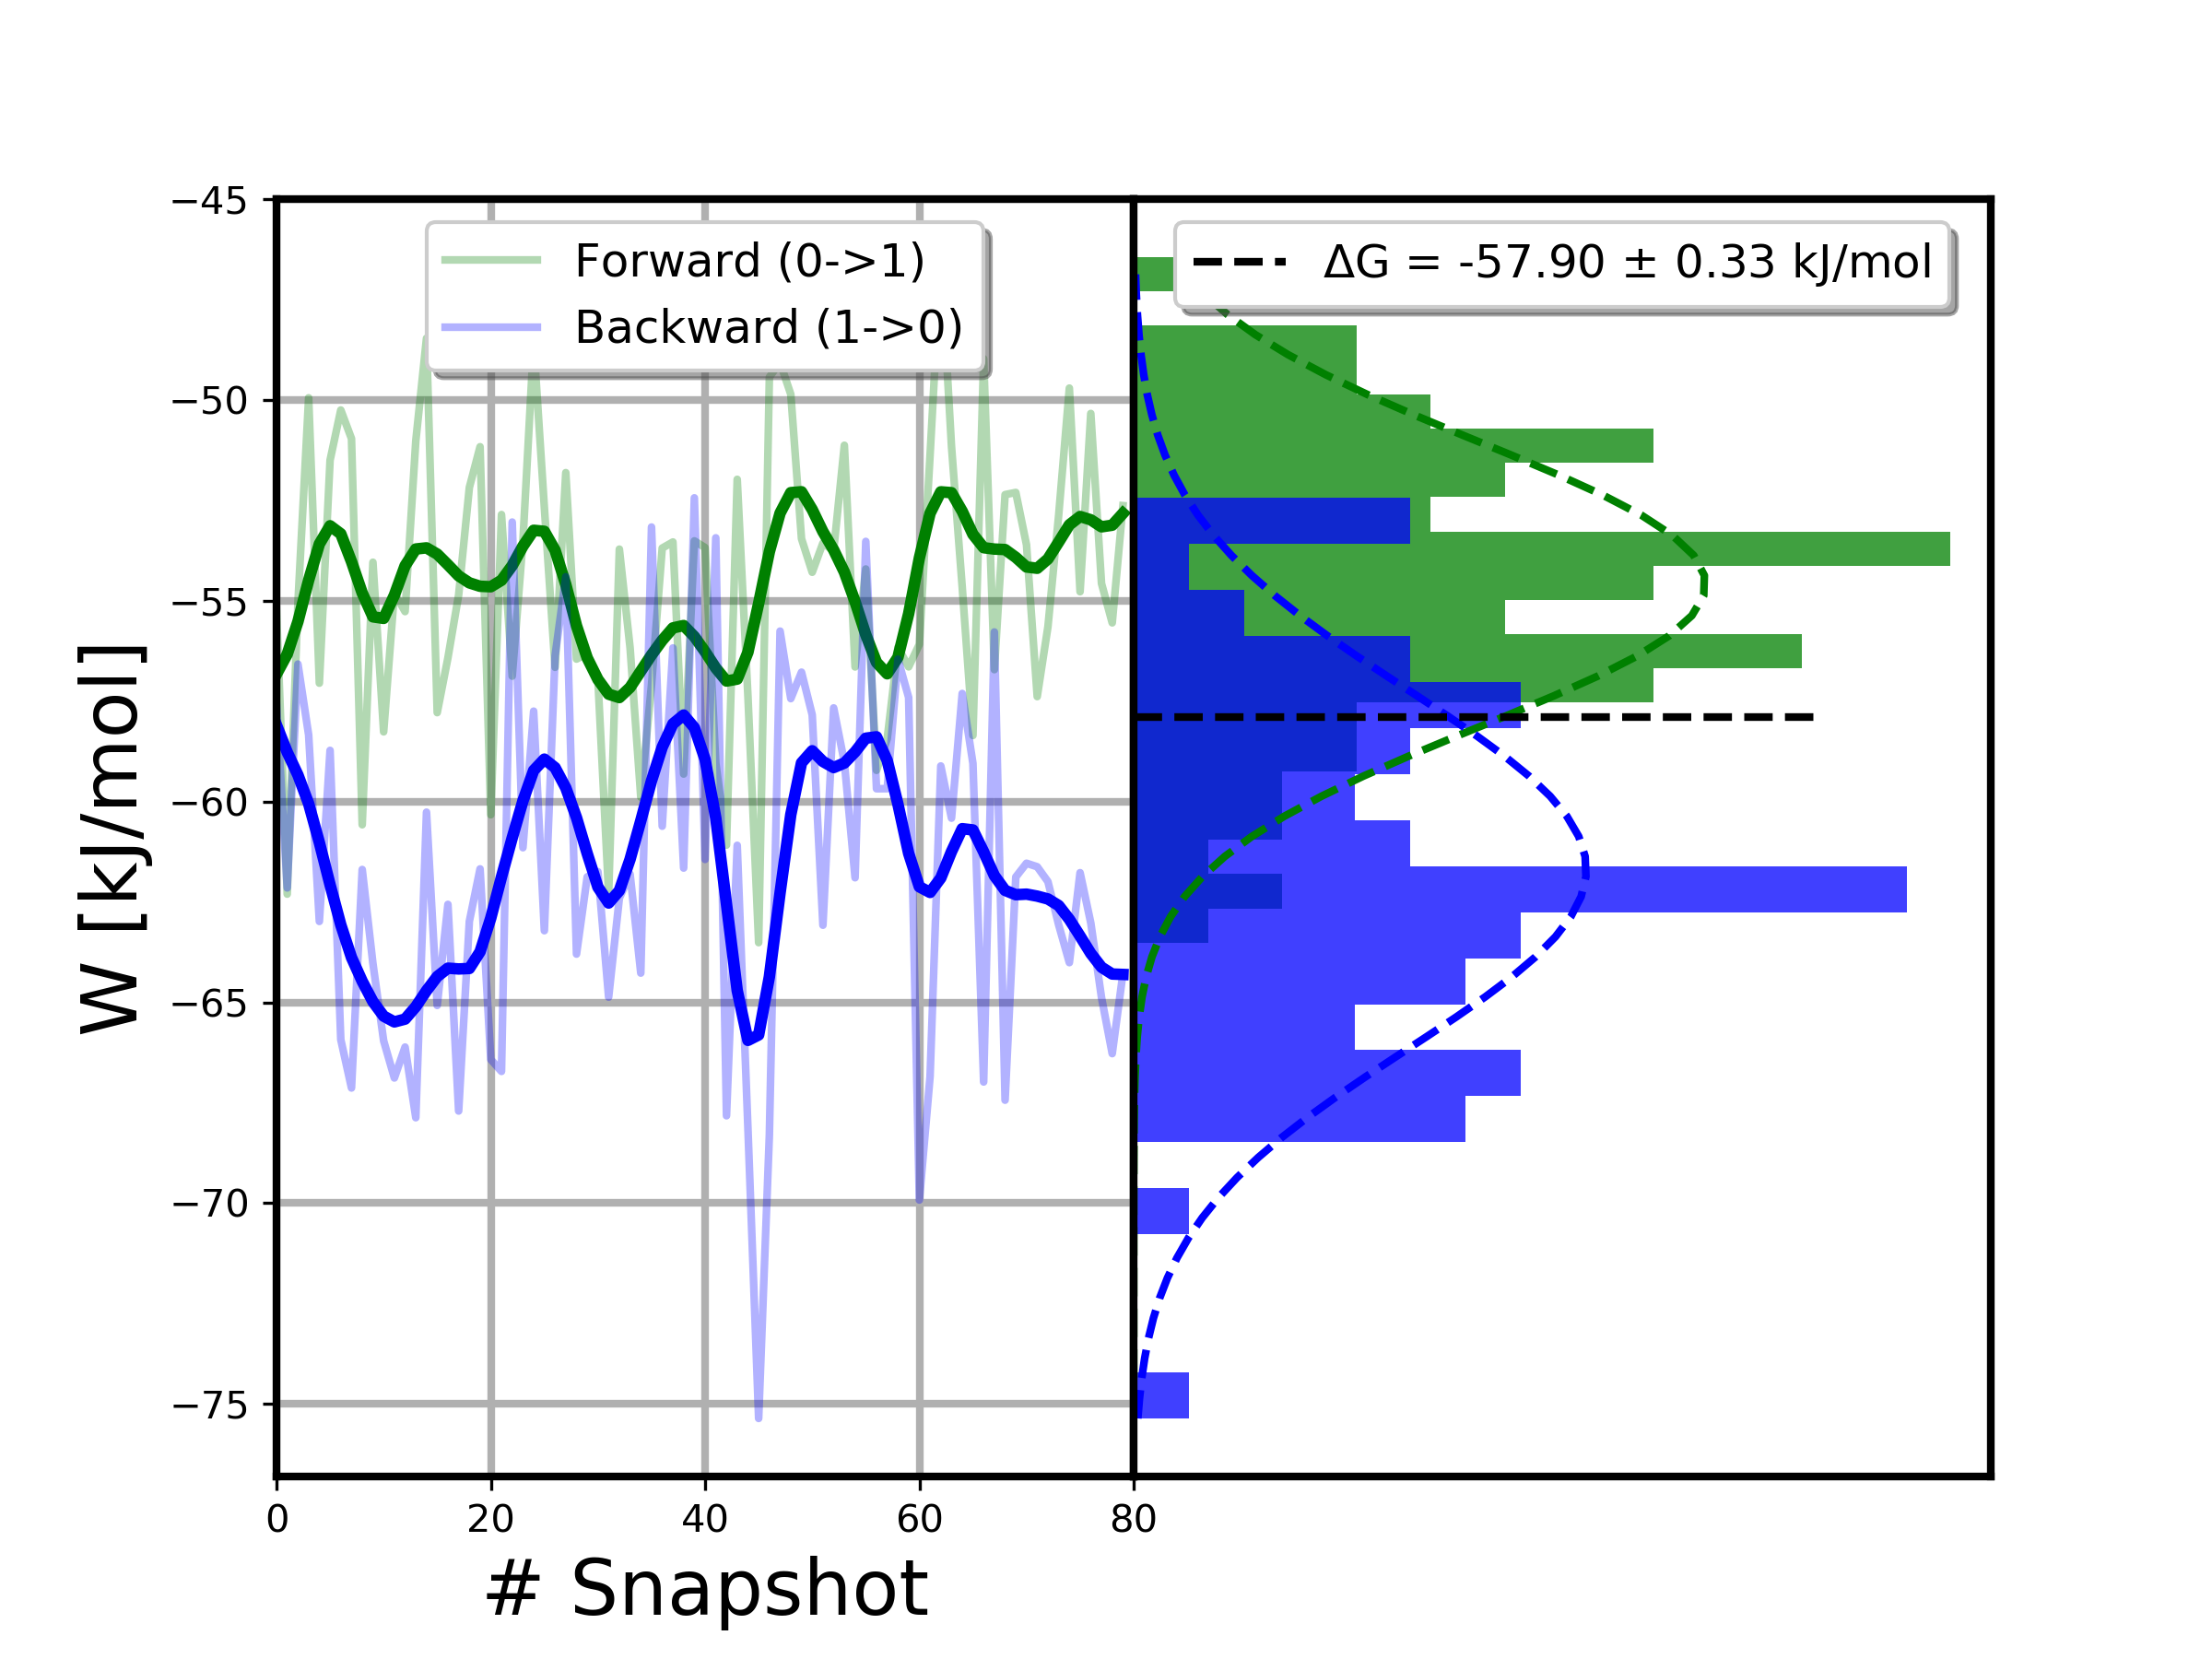 −45
−50
−55
−60
−65
−70
−75
W [kJ/mol]
Forward (0->1)
Backward (1->0)
ΔG = -57.90 ± 0.33 kJ/mol
0 20 40 60 80
# Snapshot